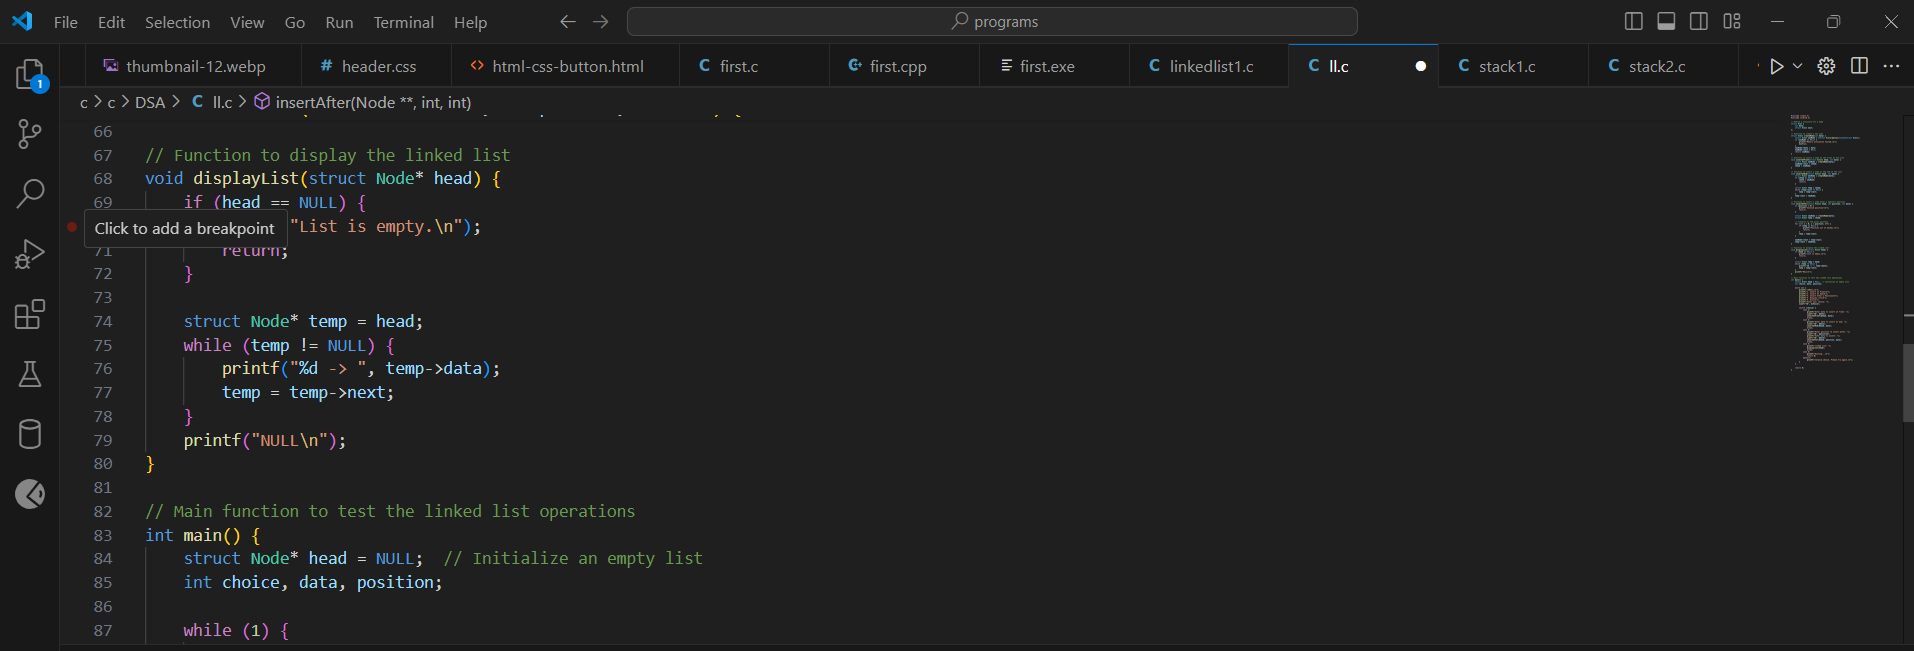 File Edit Selection View Go Run Terminal Help programs
thumbnail-12.webp # header.css <> html-css-button.html C first.c C++ first.cpp first.exe C linkedlist1.c C ll.c C stack1.c C stack2.c
1
c > c > DSA > C ll.c > insertAfter(Node **, int, int)
66
67 // Function to display the linked list
68 void displayList(struct Node* head) {
69 if (head == NULL) {
Click to add a breakpoint "List is empty.\n");
71 return;
72 }
73
74 struct Node* temp = head;
75 while (temp != NULL) {
76 printf("%d -> ", temp->data);
77 temp = temp->next;
78 }
79 printf("NULL\n");
80 }
81
82 // Main function to test the linked list operations
83 int main() {
84 struct Node* head = NULL; // Initialize an empty list
85 int choice, data, position;
86
87 while (1) {